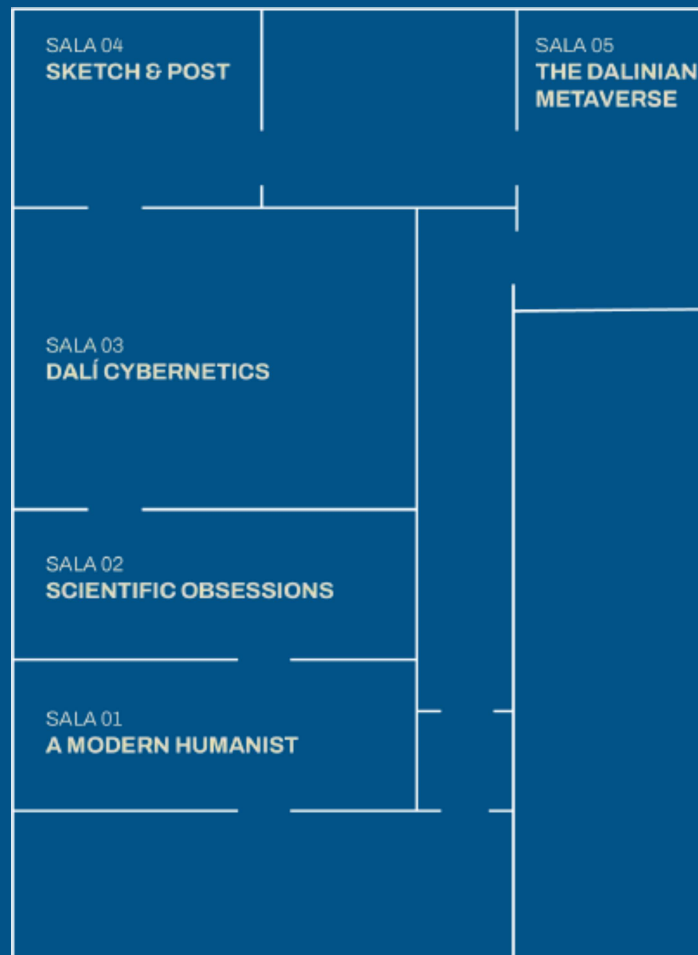 SALA 04
SKETCH & POST
SALA 05
THE DALINIAN
METAVERSE
SALA 03
DALÍ CYBERNETICS
SALA 02
SCIENTIFIC OBSESSIONS
SALA 01
A MODERN HUMANIST